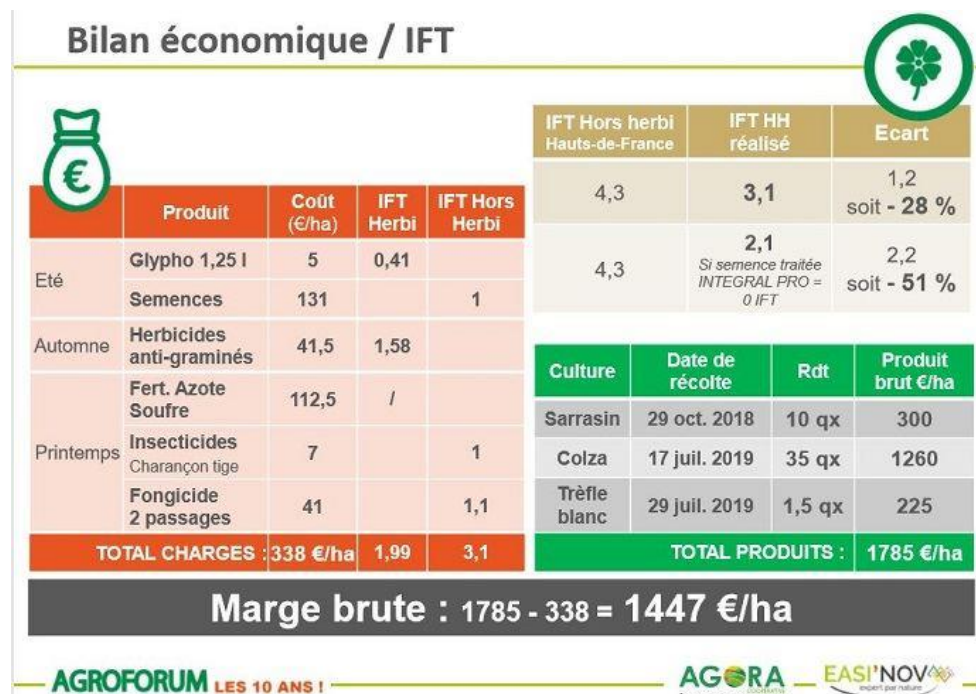 Bilan économique / IFT
€
Produit Coût (€/ha) IFT Herbi IFT Hors Herbi
Eté Glypho 1,25 l 5 0,41
Semences 131 1
Automne Herbicides anti-graminés 41,5 1,58
Printemps Fert. Azote Soufre 112,5 /
Insecticides Charançon tige 7 1
Fongicide 2 passages 41 1,1
TOTAL CHARGES : 338 €/ha 1,99 3,1
IFT Hors herbi Hauts-de-France IFT HH réalisé Ecart
4,3 3,1 1,2 soit - 28 %
4,3 2,1 Si semence traitée INTEGRAL PRO = 0 IFT 2,2 soit - 51 %
Culture Date de récolte Rdt Produit brut €/ha
Sarrasin 29 oct. 2018 10 qx 300
Colza 17 juil. 2019 35 qx 1260
Trèfle blanc 29 juil. 2019 1,5 qx 225
TOTAL PRODUITS : 1785 €/ha
Marge brute : 1785 - 338 = 1447 €/ha
AGROFORUM LES 10 ANS !
AGORA
EASI'NOV
expert par nature